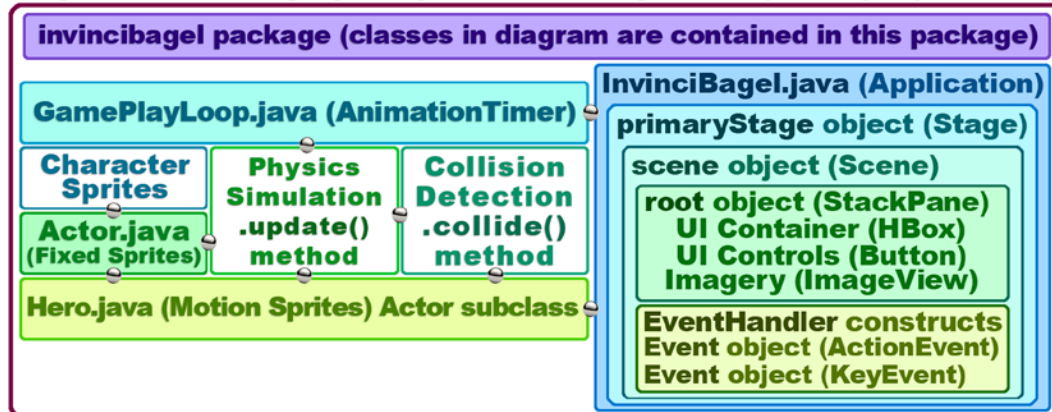 invincibagel package (classes in diagram are contained in this package)
GamePlayLoop.java (AnimationTimer)
Character
Sprites
Actor.java
(Fixed Sprites)
Physics
Simulation
.update()
method
Collision
Detection
.collide()
method
Hero.java (Motion Sprites) Actor subclass
InvinciBagel.java (Application)
primaryStage object (Stage)
scene object (Scene)
root object (StackPane)
UI Container (HBox)
UI Controls (Button)
Imagery (ImageView)
EventHandler constructs
Event object (ActionEvent)
Event object (KeyEvent)